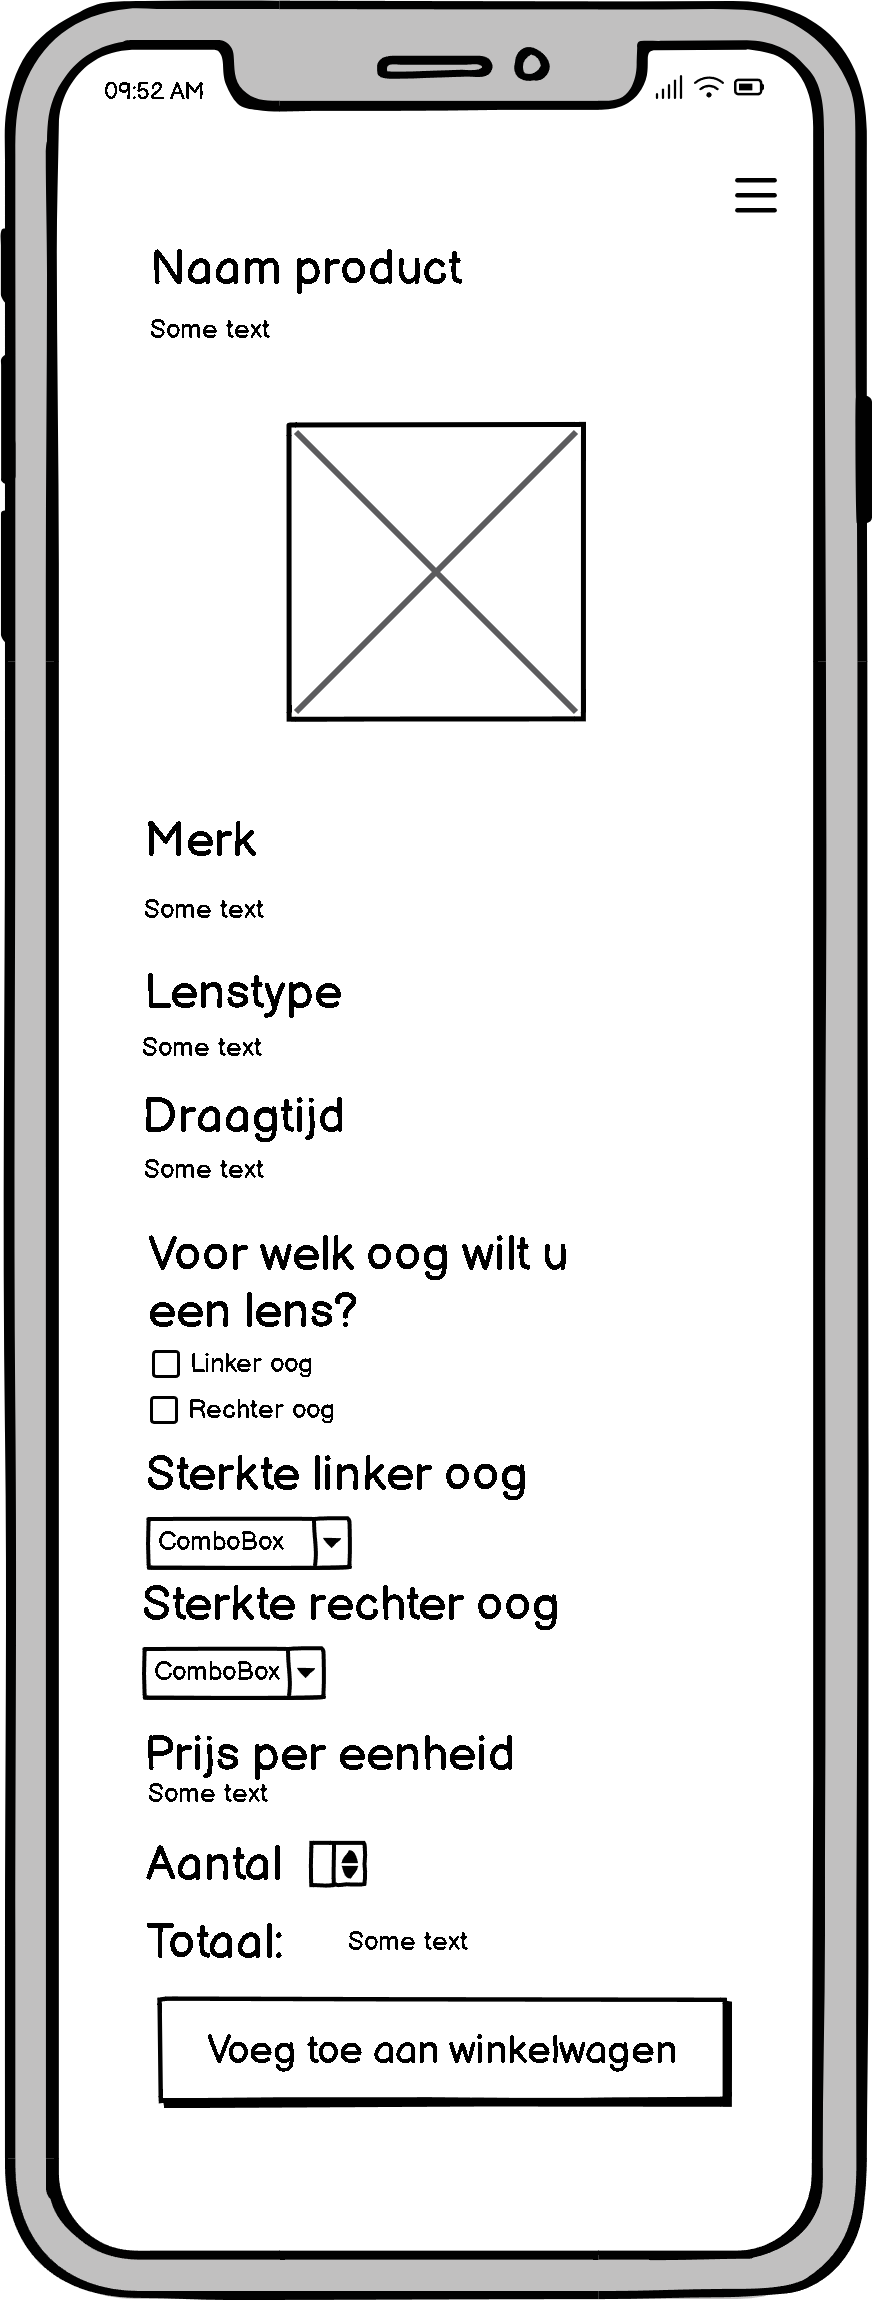 09:52 AM
Naam product
Some text
Merk
Some text
Lenstype
Some text
Draagtijd
Some text
Voor welk oog wilt u
een lens?
Linker oog
Rechter oog
Sterkte linker oog
ComboBox
Sterkte rechter oog
ComboBox
Prijs per eenheid
Some text
Aantal
Totaal: Some text
Voeg toe aan winkelwagen